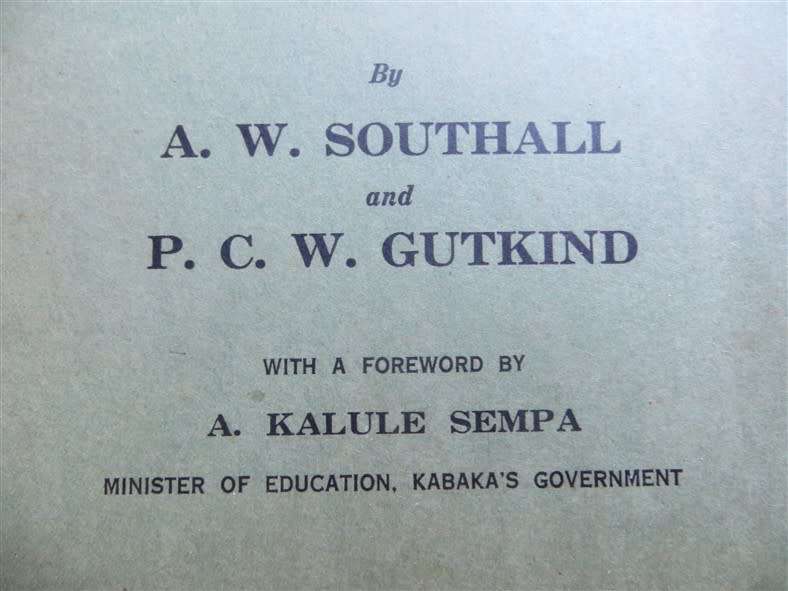 By
A. W. SOUTHALL
and
P. C. W. GUTKIND
WITH A FOREWORD BY
A. KALULE SEMPA
MINISTER OF EDUCATION, KABAKA'S GOVERNMENT